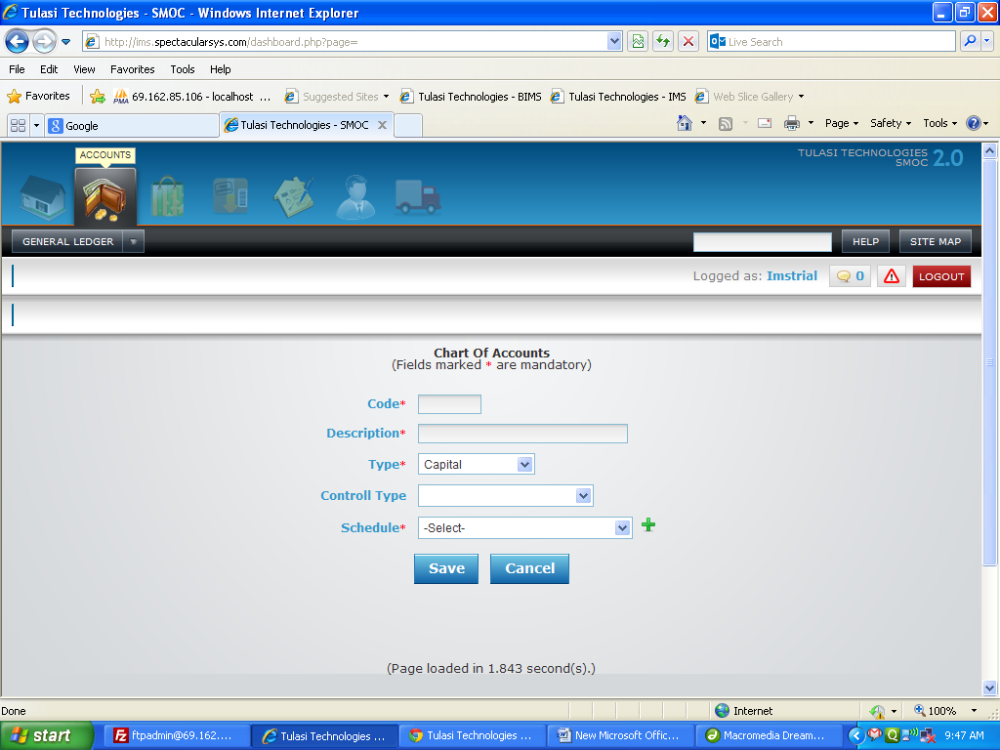 Tulasi Technologies - SMOC - Windows Internet Explorer
http://ims.spectacularsys.com/dashboard.php?page=
Live Search
File Edit View Favorites Tools Help
Favorites PMA 69.162.85.106 - localhost ... Suggested Sites Tulasi Technologies - BIMS Tulasi Technologies - IMS Web Slice Gallery
Google Tulasi Technologies - SMOC Page Safety Tools
ACCOUNTS
TULASI TECHNOLOGIES
SMOC 2.0
GENERAL LEDGER HELP SITE MAP
Logged as: Imstrial 0 LOGOUT
Chart Of Accounts
(Fields marked * are mandatory)
Code*
Description*
Type* Capital
Controll Type
Schedule* -Select-
Save Cancel
(Page loaded in 1.843 second(s).)
Done Internet 100%
start ftpadmin@69.162.... Tulasi Technologies ... Tulasi Technologies ... New Microsoft Offic... Macromedia Dream... 9:47 AM